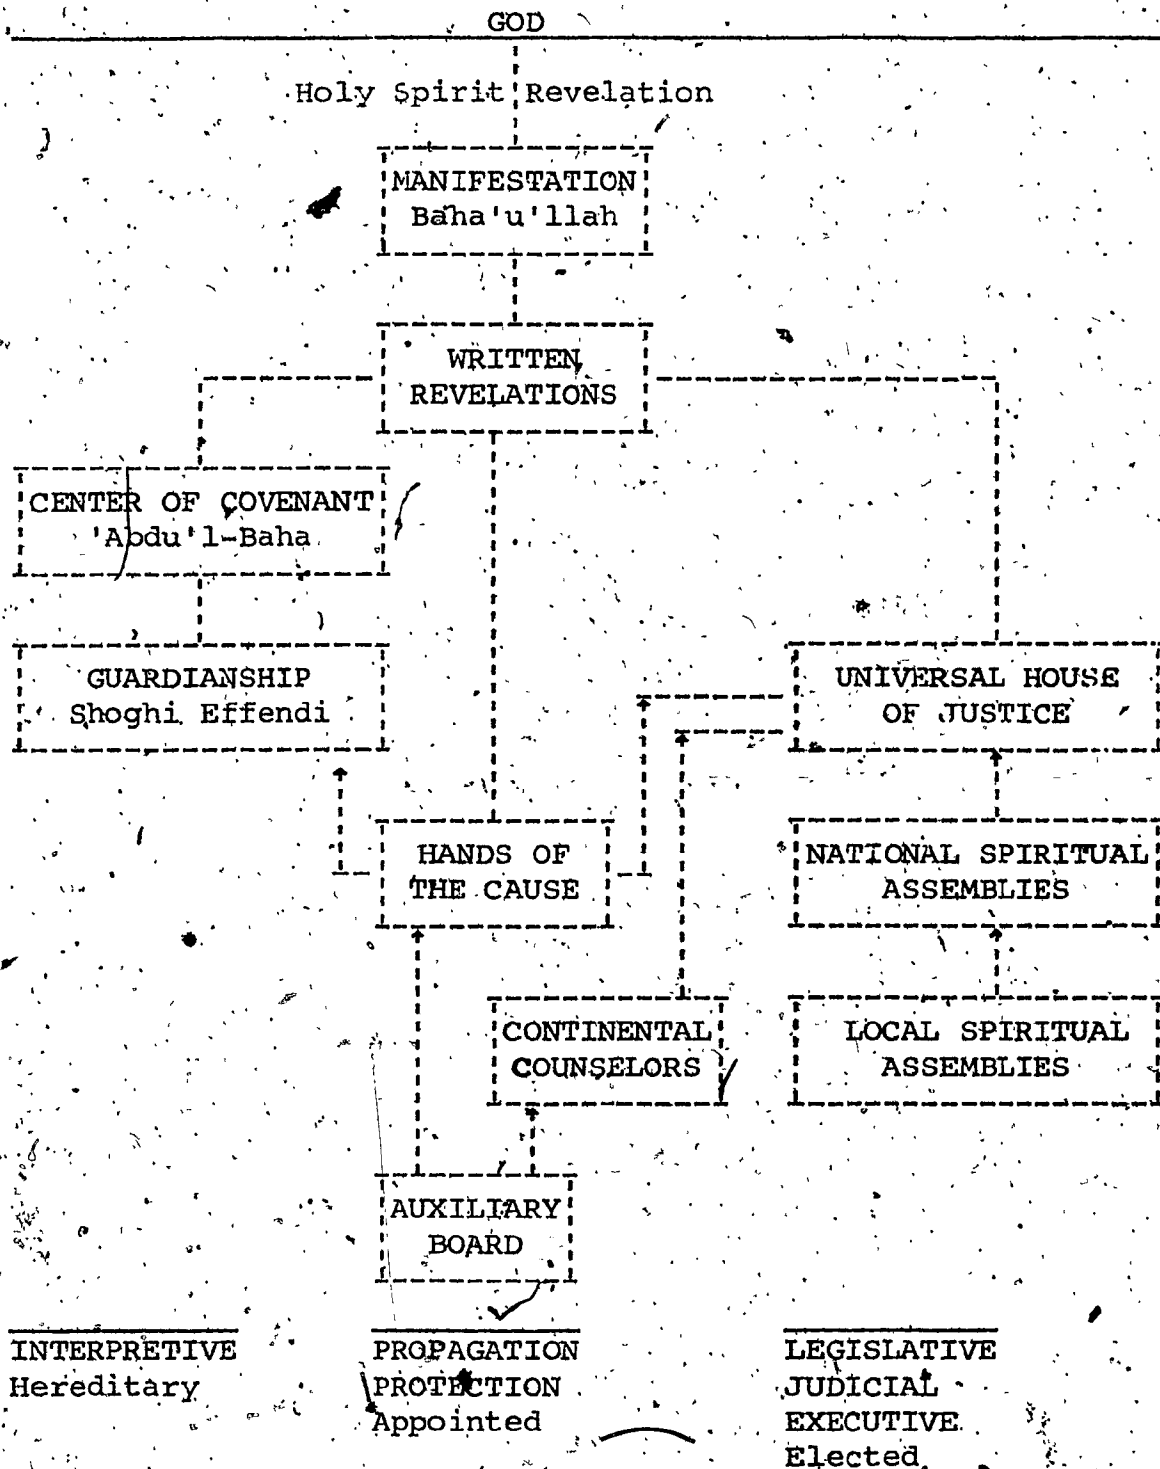 GOD
Holy Spirit Revelation
MANIFESTATION
Baha'u'llah
WRITTEN
REVELATIONS
CENTER OF COVENANT
'Abdu'l-Baha
GUARDIANSHIP
Shoghi Effendi
UNIVERSAL HOUSE
OF JUSTICE
HANDS OF
THE CAUSE
NATIONAL SPIRITUAL
ASSEMBLIES
CONTINENTAL
COUNSELORS
LOCAL SPIRITUAL
ASSEMBLIES
AUXILIARY
BOARD
INTERPRETIVE
Hereditary
PROPAGATION
PROTECTION
Appointed
LEGISLATIVE
JUDICIAL
EXECUTIVE
Elected